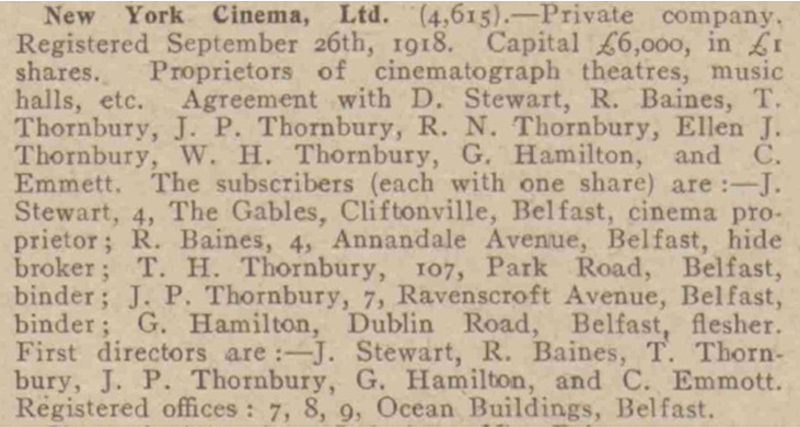 New York Cinema, Ltd. (4,615).—Private company.
Registered September 26th, 1918. Capital £6,000, in £1
shares. Proprietors of cinematograph theatres, music
halls, etc. Agreement with D. Stewart, R. Baines, T.
Thornbury, J. P. Thornbury, R. N. Thornbury, Ellen J.
Thornbury, W. H. Thornbury, G. Hamilton, and C.
Emmett. The subscribers (each with one share) are :—J.
Stewart, 4, The Gables, Cliftonville, Belfast, cinema pro-
prietor; R. Baines, 4, Annandale Avenue, Belfast, hide
broker; T. H. Thornbury, 107, Park Road, Belfast,
binder; J. P. Thornbury, 7, Ravenscroft Avenue, Belfast,
binder; G. Hamilton, Dublin Road, Belfast, flesher.
First directors are :—J. Stewart, R. Baines, T. Thorn-
bury, J. P. Thornbury, G. Hamilton, and C. Emmott.
Registered offices : 7, 8, 9, Ocean Buildings, Belfast.